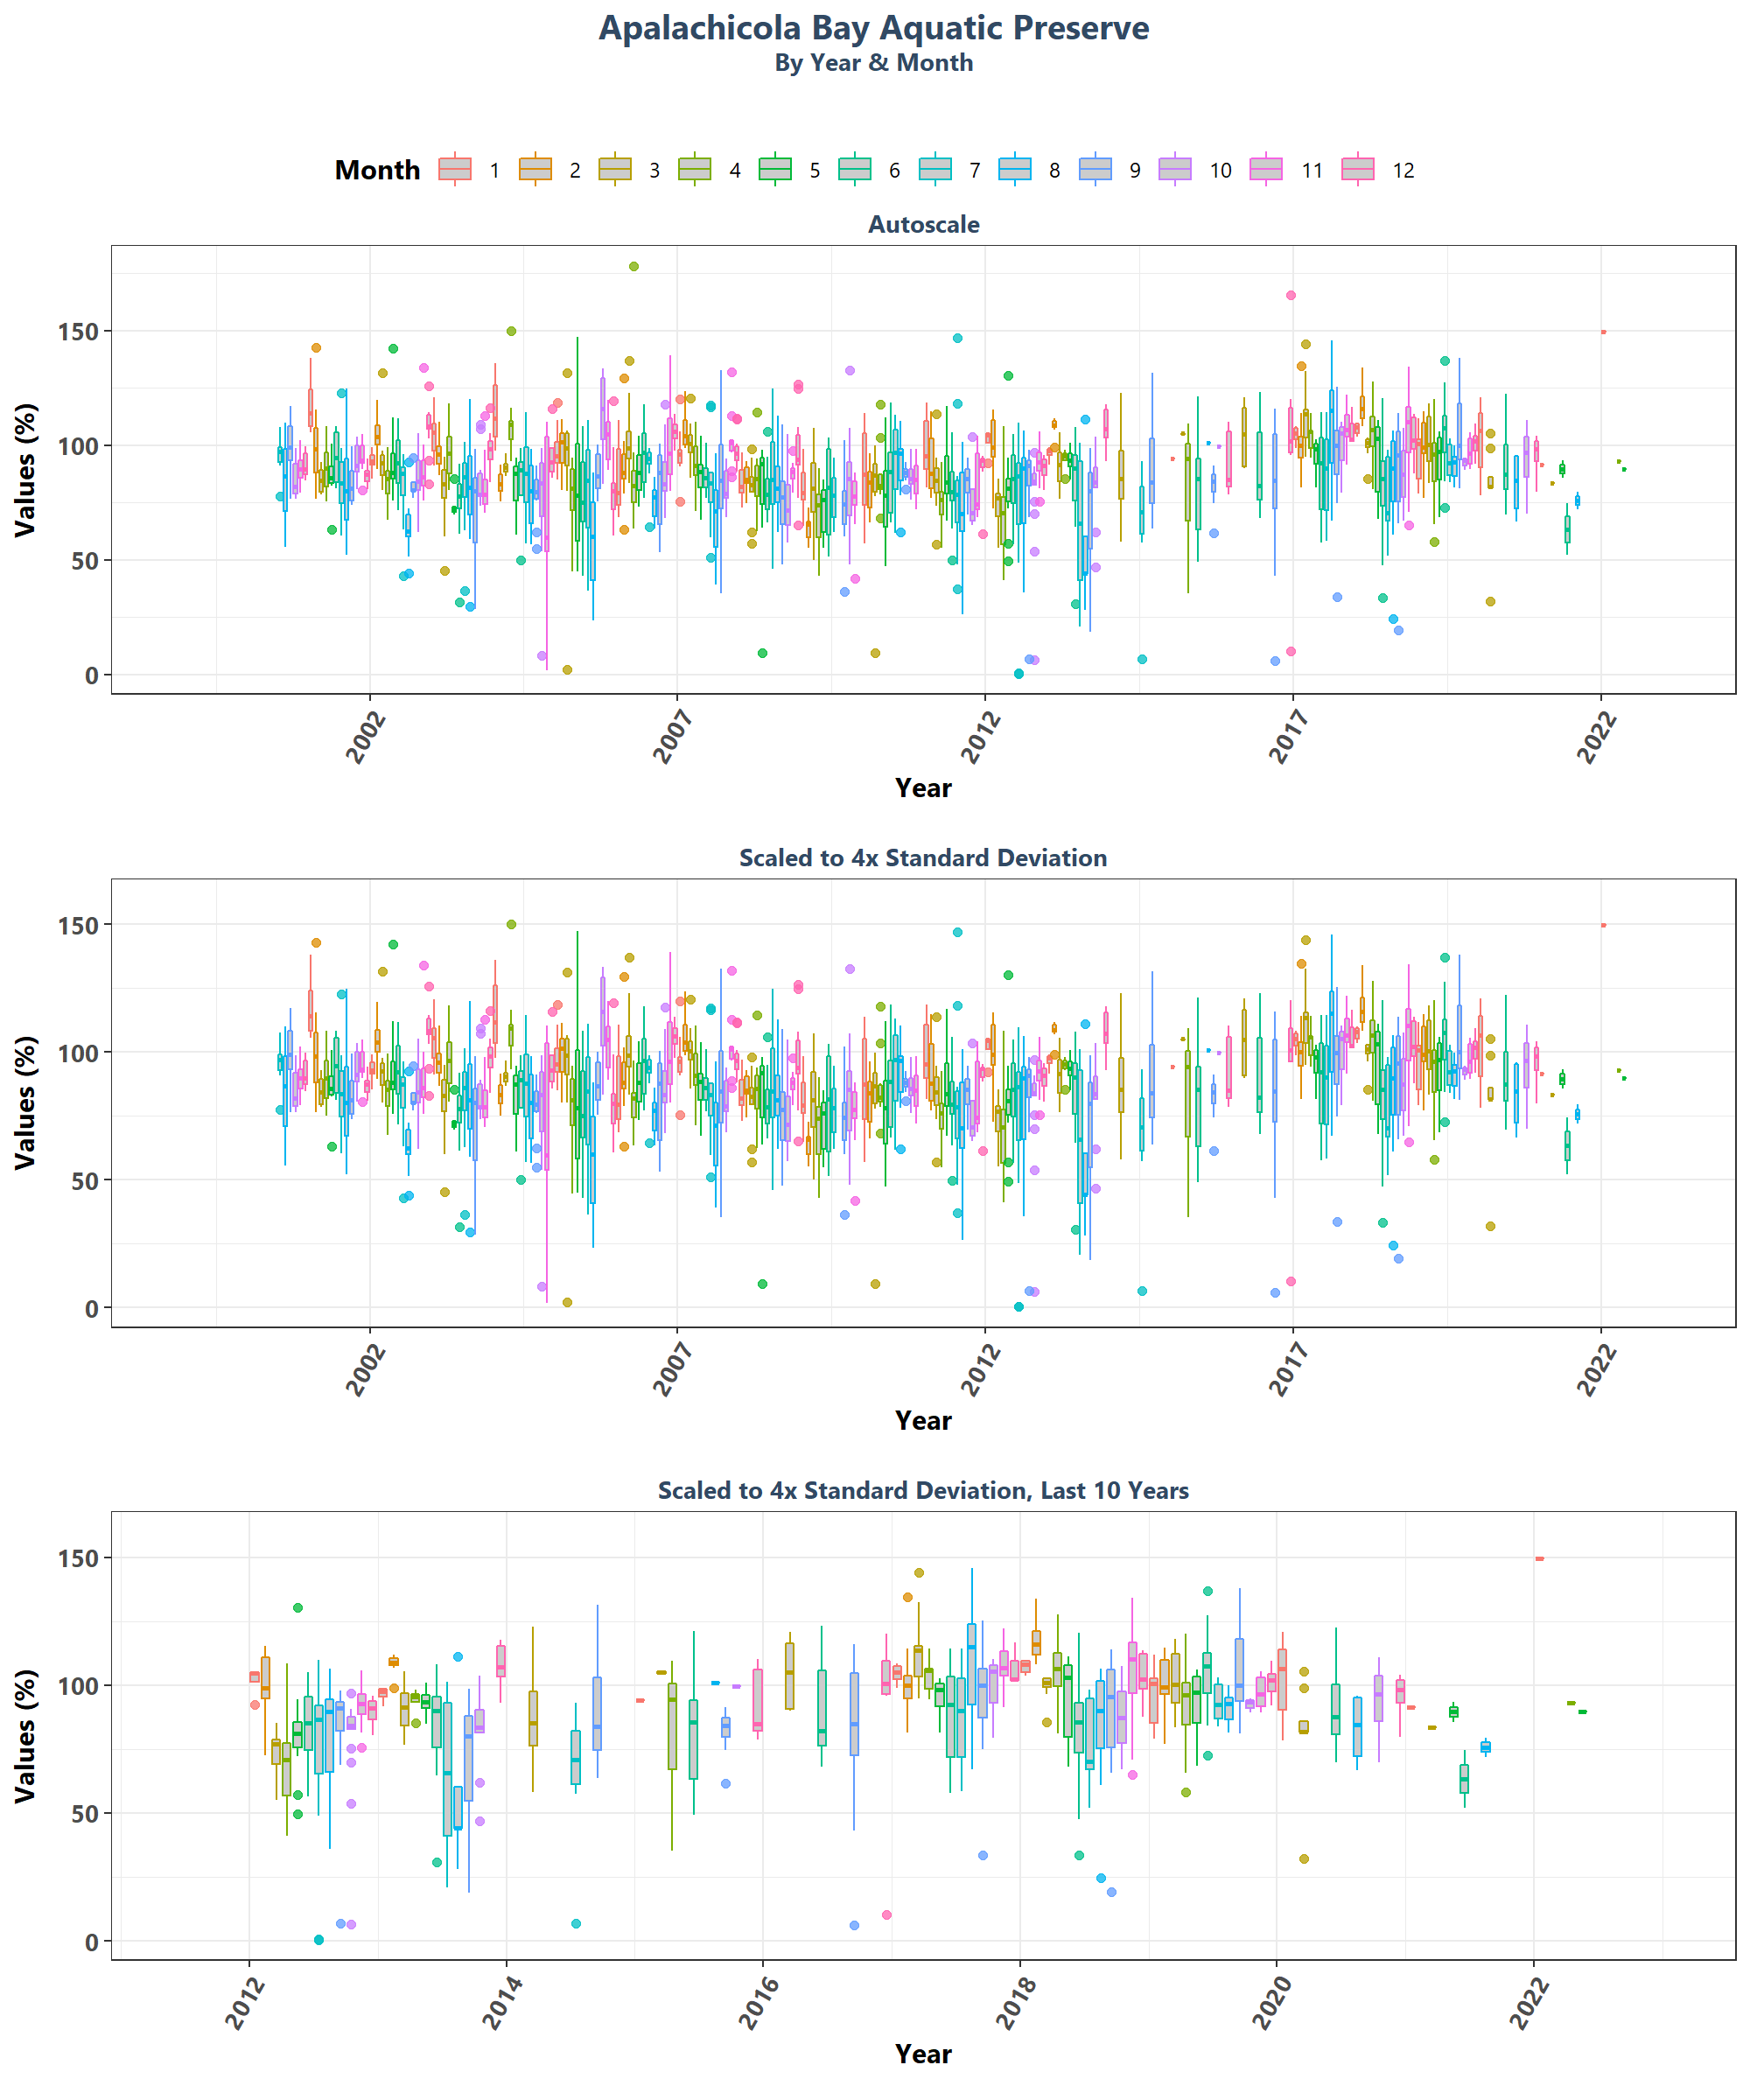 Apalachicola Bay Aquatic Preserve
By Year & Month
Month 1 2 3 4 5 6 7 8 9 10 11 12
Autoscale
Values (%)
150
100
50
0
2002 2007 2012 2017 2022
Year
Scaled to 4x Standard Deviation
Values (%)
150
100
50
0
2002 2007 2012 2017 2022
Year
Scaled to 4x Standard Deviation, Last 10 Years
Values (%)
150
100
50
0
2012 2014 2016 2018 2020 2022
Year